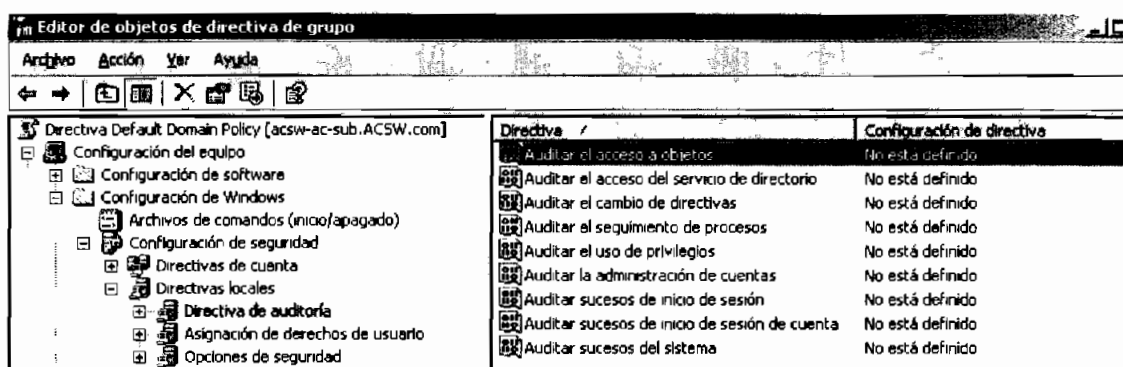 Editor de objetos de directiva de grupo
Archivo Acción Ver Ayuda
Directiva Default Domain Policy [acsw-ac-sub.ACSW.com]
Configuración del equipo
Configuración de software
Configuración de Windows
Archivos de comandos (inicio/apagado)
Configuración de seguridad
Directivas de cuenta
Directivas locales
Directiva de auditoría
Asignación de derechos de usuario
Opciones de seguridad
Directiva / Configuración de directiva
Auditar el acceso a objetos No está definido
Auditar el acceso del servicio de directorio No está definido
Auditar el cambio de directivas No está definido
Auditar el seguimiento de procesos No está definido
Auditar el uso de privilegios No está definido
Auditar la administración de cuentas No está definido
Auditar sucesos de inicio de sesión No está definido
Auditar sucesos de inicio de sesión de cuenta No está definido
Auditar sucesos del sistema No está definido